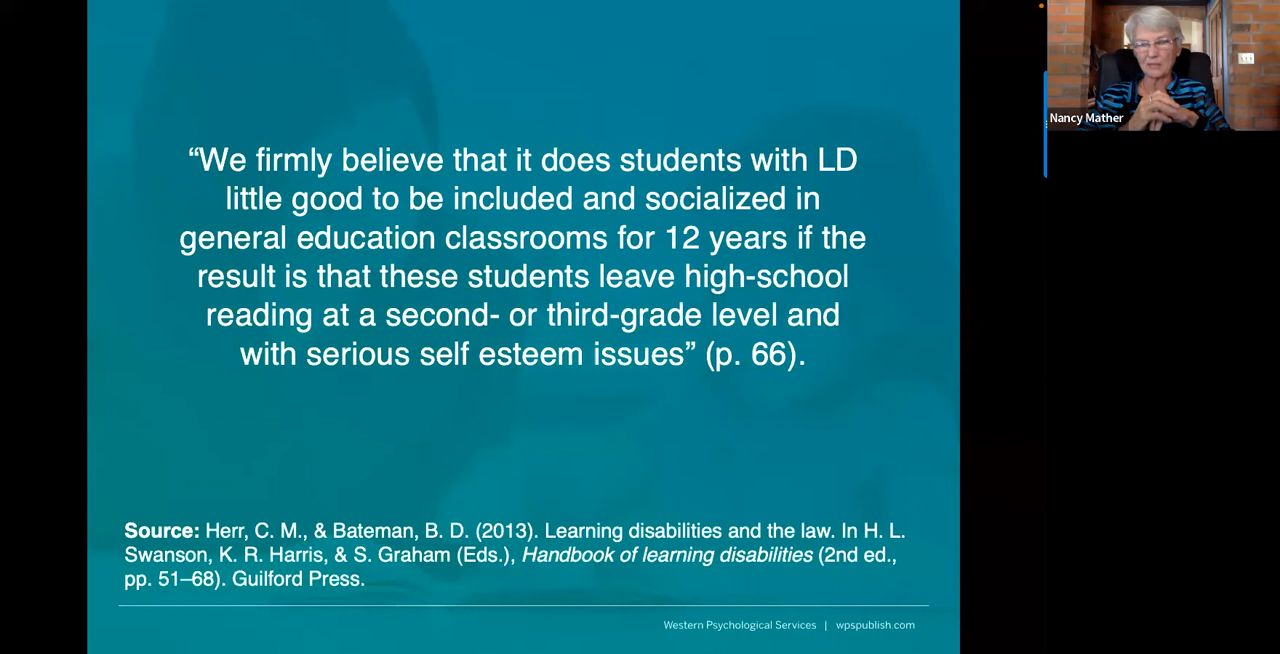 “We firmly believe that it does students with LD
little good to be included and socialized in
general education classrooms for 12 years if the
result is that these students leave high-school
reading at a second- or third-grade level and
with serious self esteem issues” (p. 66).
Source: Herr, C. M., & Bateman, B. D. (2013). Learning disabilities and the law. In H. L.
Swanson, K. R. Harris, & S. Graham (Eds.), Handbook of learning disabilities (2nd ed.,
pp. 51–68). Guilford Press.
Western Psychological Services | wpspublish.com
Nancy Mather